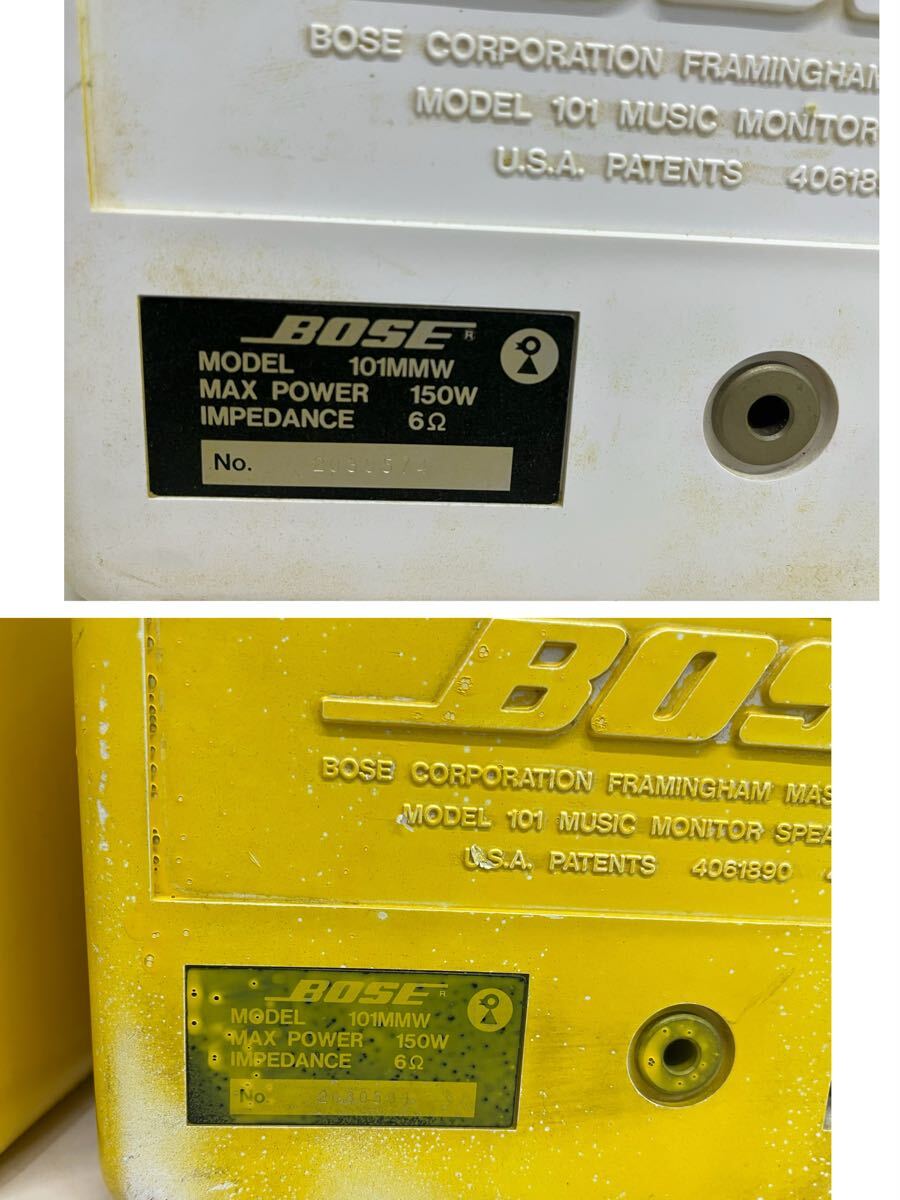 BOSE CORPORATION FRAMINGHAM
MODEL 101 MUSIC MONITOR
U.S.A. PATENTS
BOSE ®
MODEL 101MMW
MAX POWER 150W
IMPEDANCE 6Ω
No.
BOS
BOSE CORPORATION FRAMINGHAM MAS
MODEL 101 MUSIC MONITOR SPEA
U.S.A. PATENTS 4061890
BOSE ®
MODEL 101MMW
MAX POWER 150W
IMPEDANCE 6Ω
No.